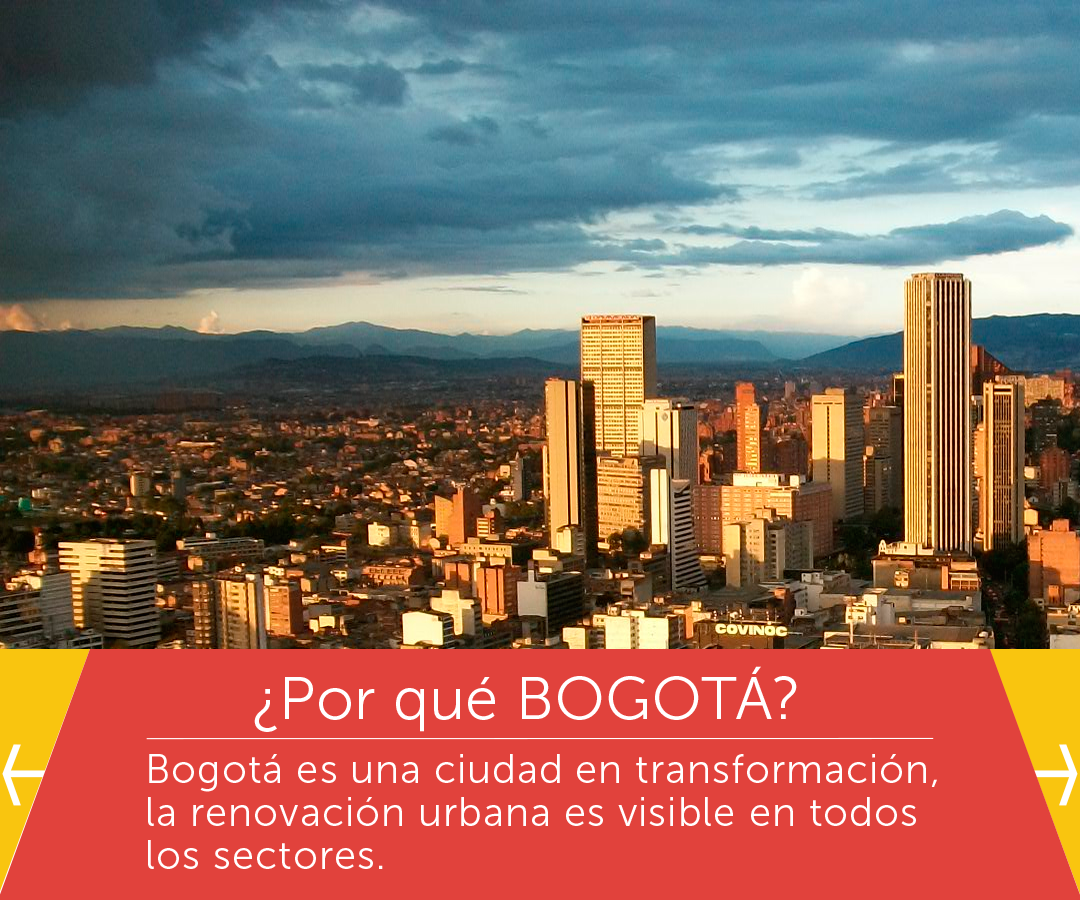 COVINOC
¿Por qué BOGOTÁ?
Bogotá es una ciudad en transformación,
la renovación urbana es visible en todos
los sectores.